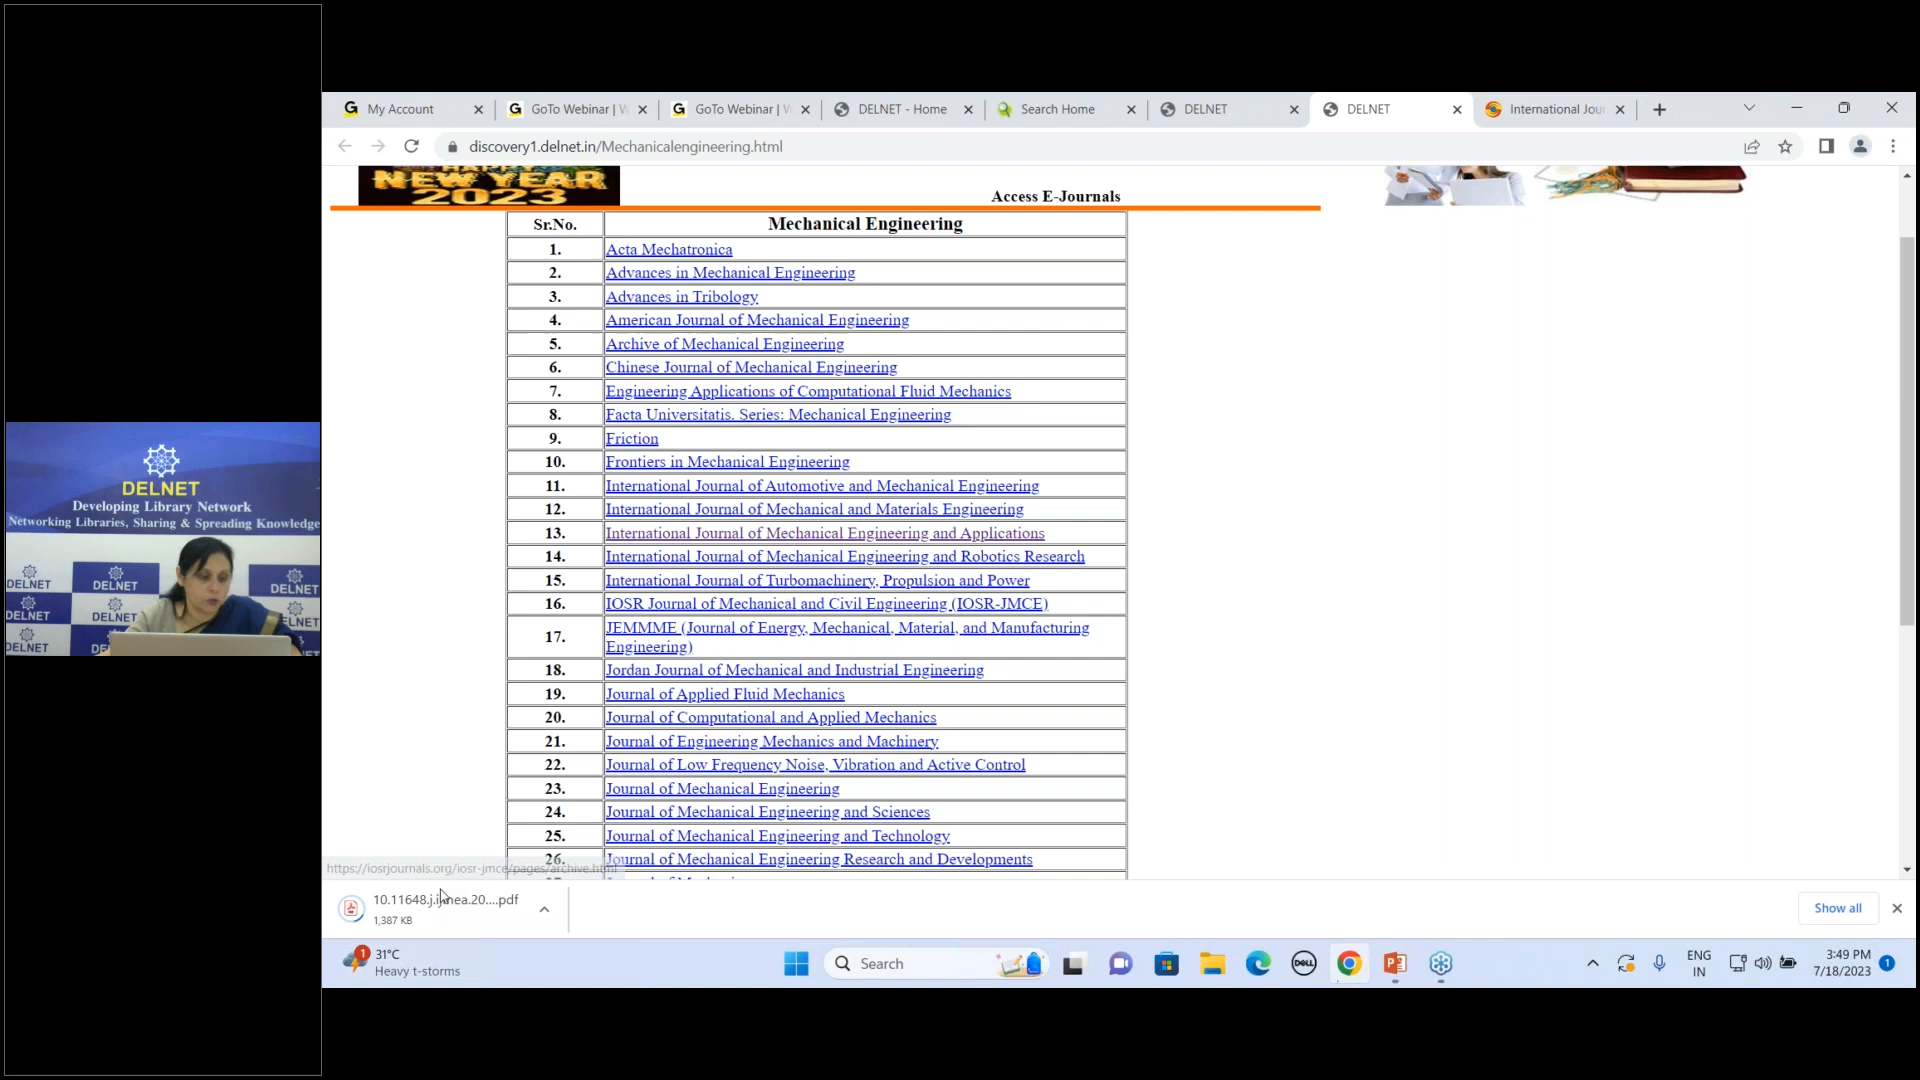 My Account
GoTo Webinar | W
GoTo Webinar | W
DELNET - Home
Search Home
DELNET
DELNET
International Jour
discovery1.delnet.in/Mechanicalengineering.html
HAPPY
NEW YEAR
2023
Access E-Journals
Sr.No. Mechanical Engineering
1. Acta Mechatronica
2. Advances in Mechanical Engineering
3. Advances in Tribology
4. American Journal of Mechanical Engineering
5. Archive of Mechanical Engineering
6. Chinese Journal of Mechanical Engineering
7. Engineering Applications of Computational Fluid Mechanics
8. Facta Universitatis. Series: Mechanical Engineering
9. Friction
10. Frontiers in Mechanical Engineering
11. International Journal of Automotive and Mechanical Engineering
12. International Journal of Mechanical and Materials Engineering
13. International Journal of Mechanical Engineering and Applications
14. International Journal of Mechanical Engineering and Robotics Research
15. International Journal of Turbomachinery, Propulsion and Power
16. IOSR Journal of Mechanical and Civil Engineering (IOSR-JMCE)
17. JEMMME (Journal of Energy, Mechanical, Material, and Manufacturing
Engineering)
18. Jordan Journal of Mechanical and Industrial Engineering
19. Journal of Applied Fluid Mechanics
20. Journal of Computational and Applied Mechanics
21. Journal of Engineering Mechanics and Machinery
22. Journal of Low Frequency Noise, Vibration and Active Control
23. Journal of Mechanical Engineering
24. Journal of Mechanical Engineering and Sciences
25. Journal of Mechanical Engineering and Technology
26. Journal of Mechanical Engineering Research and Developments
https://iosrjournals.org/iosr-jmce/pages/archive.html
1,387 KB
Show all
DELNET
Developing Library Network
Networking Libraries, Sharing & Spreading Knowledge
DELNET
DELNET
DELNET
DELNET
DELNET
DELNET
1
31°C
Heavy t-storms
Search
DELL
ENG
IN
3:49 PM
7/18/2023
1